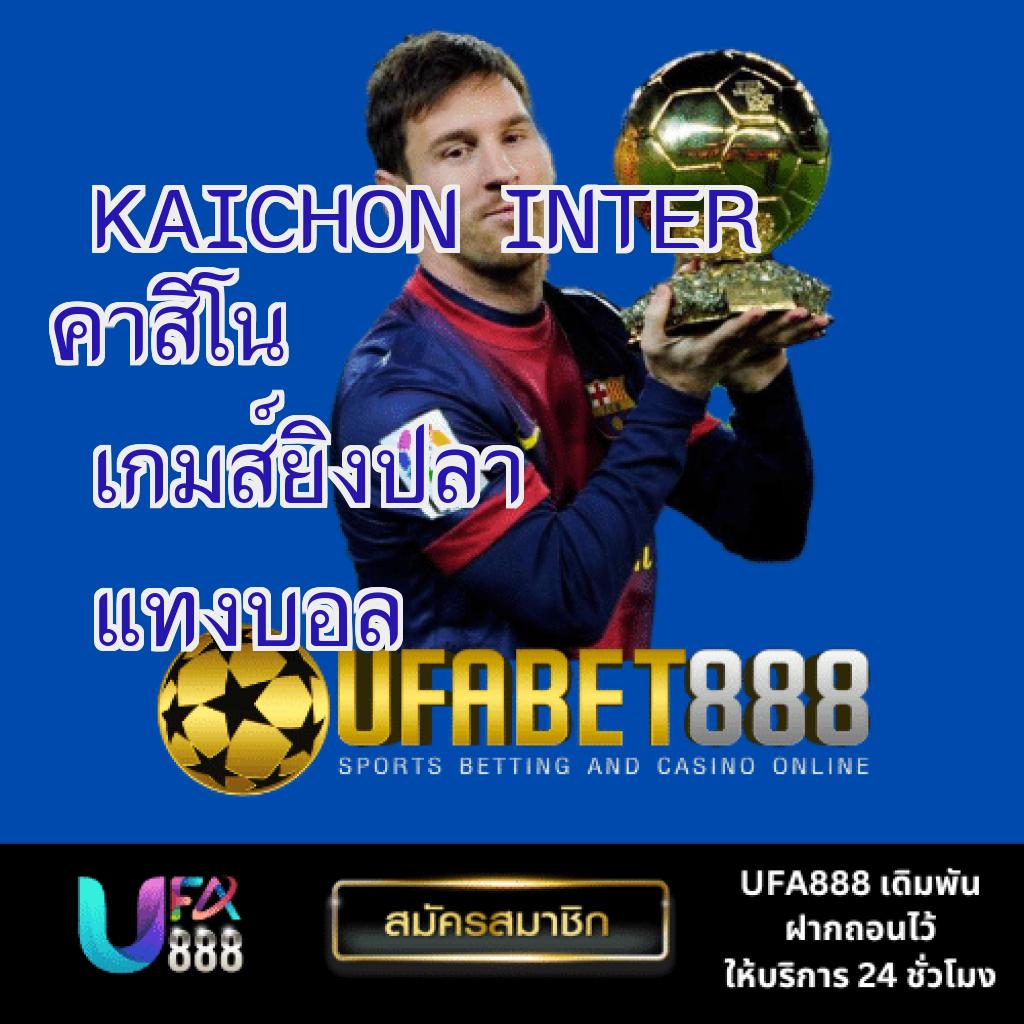 KAICHON INTER
คาสิโน
เกมส์ยิงปลา
แทงบอล
UFABET888
SPORTS BETTING AND CASINO ONLINE
UFA
888
สมัครสมาชิก
UFA888 เดิมพัน
ฝากถอนไว้
ให้บริการ 24 ชั่วโมง